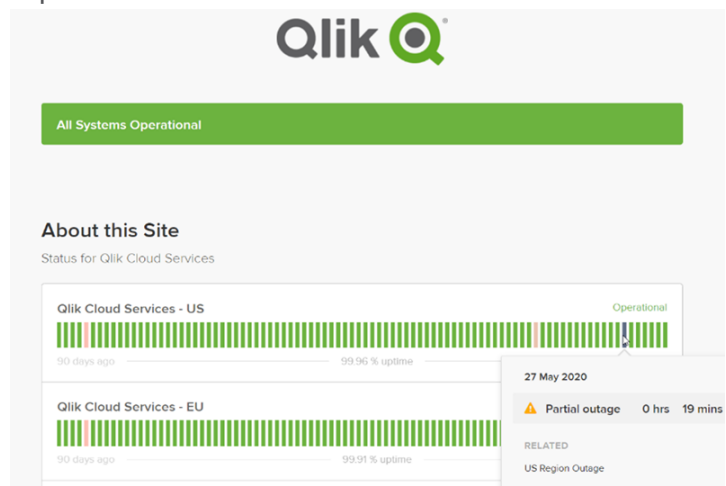 Qlik
All Systems Operational
About this Site
Status for Qlik Cloud Services
Qlik Cloud Services - US Operational
90 days ago 99.96 % uptime
27 May 2020
Partial outage 0 hrs 19 mins
RELATED
US Region Outage
Qlik Cloud Services - EU
90 days ago 99.91 % uptime